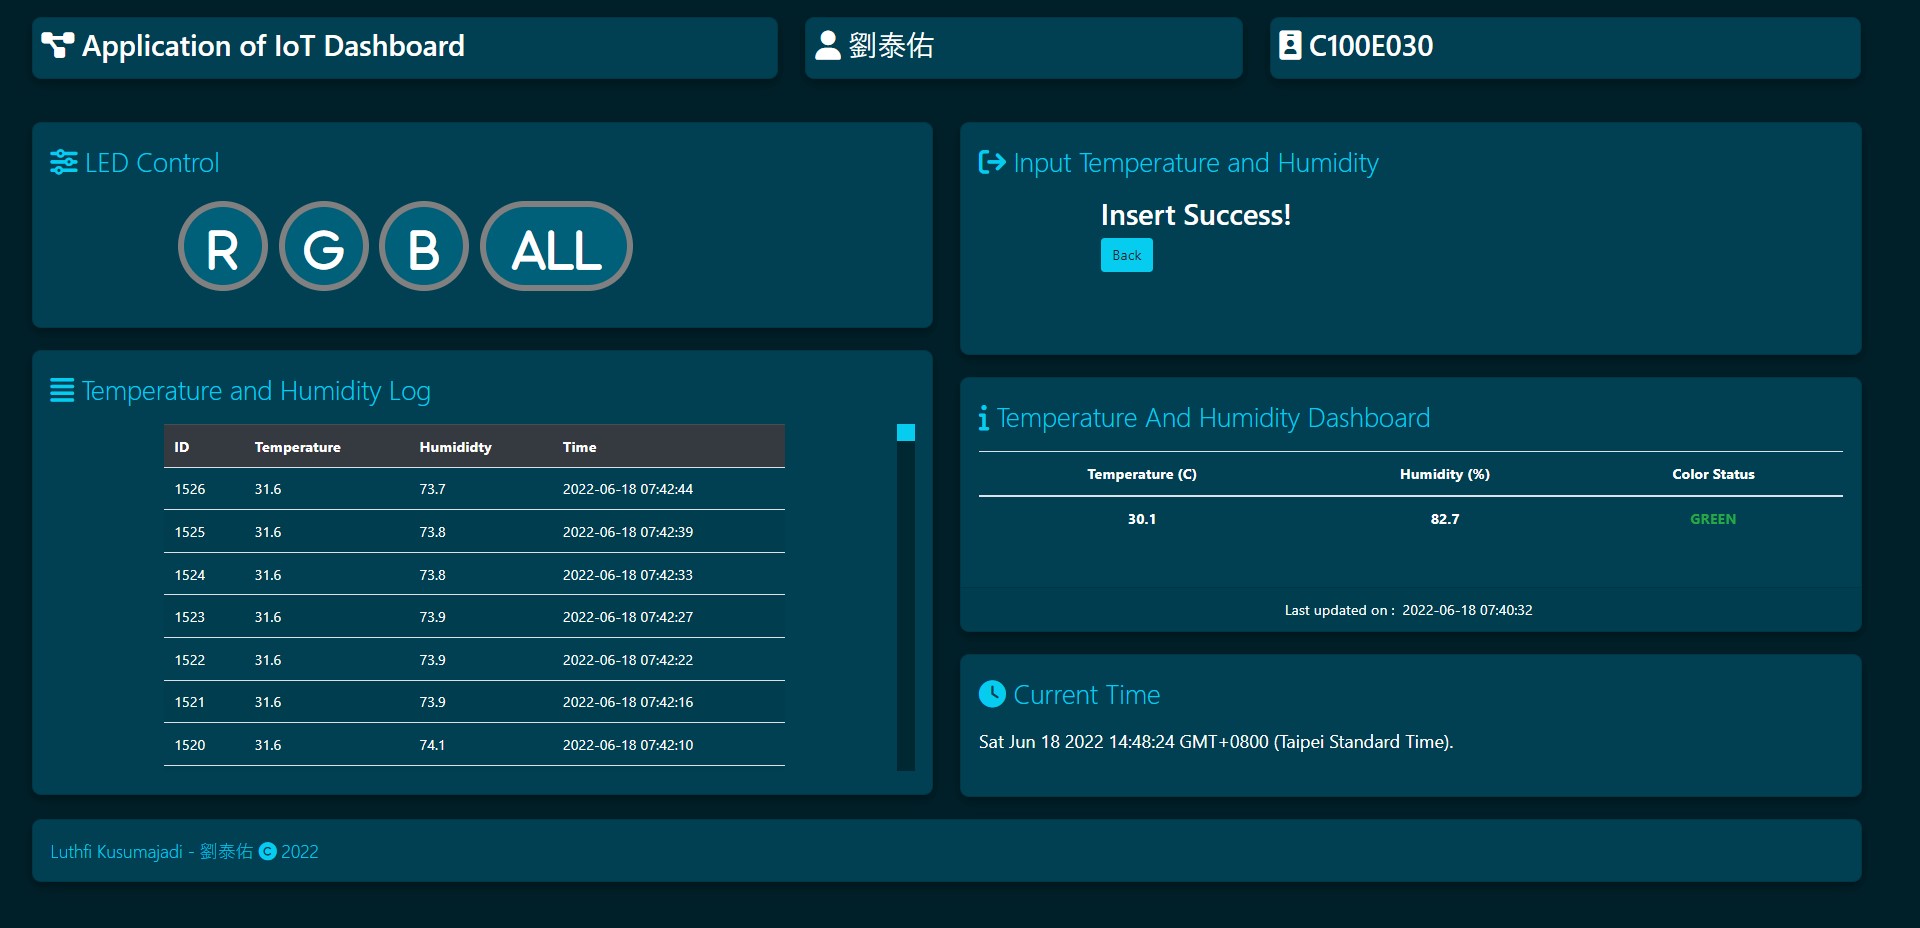 Application of IoT Dashboard
劉泰佑
C100E030
LED Control
R G B ALL
Input Temperature and Humidity
Insert Success!
Back
Temperature and Humidity Log
ID Temperature Humididty Time
1526 31.6 73.7 2022-06-18 07:42:44
1525 31.6 73.8 2022-06-18 07:42:39
1524 31.6 73.8 2022-06-18 07:42:33
1523 31.6 73.9 2022-06-18 07:42:27
1522 31.6 73.9 2022-06-18 07:42:22
1521 31.6 73.9 2022-06-18 07:42:16
1520 31.6 74.1 2022-06-18 07:42:10
Temperature And Humidity Dashboard
Temperature (C) Humidity (%) Color Status
30.1 82.7 GREEN
Last updated on : 2022-06-18 07:40:32
Current Time
Sat Jun 18 2022 14:48:24 GMT+0800 (Taipei Standard Time).
Luthfi Kusumajadi - 劉泰佑 © 2022